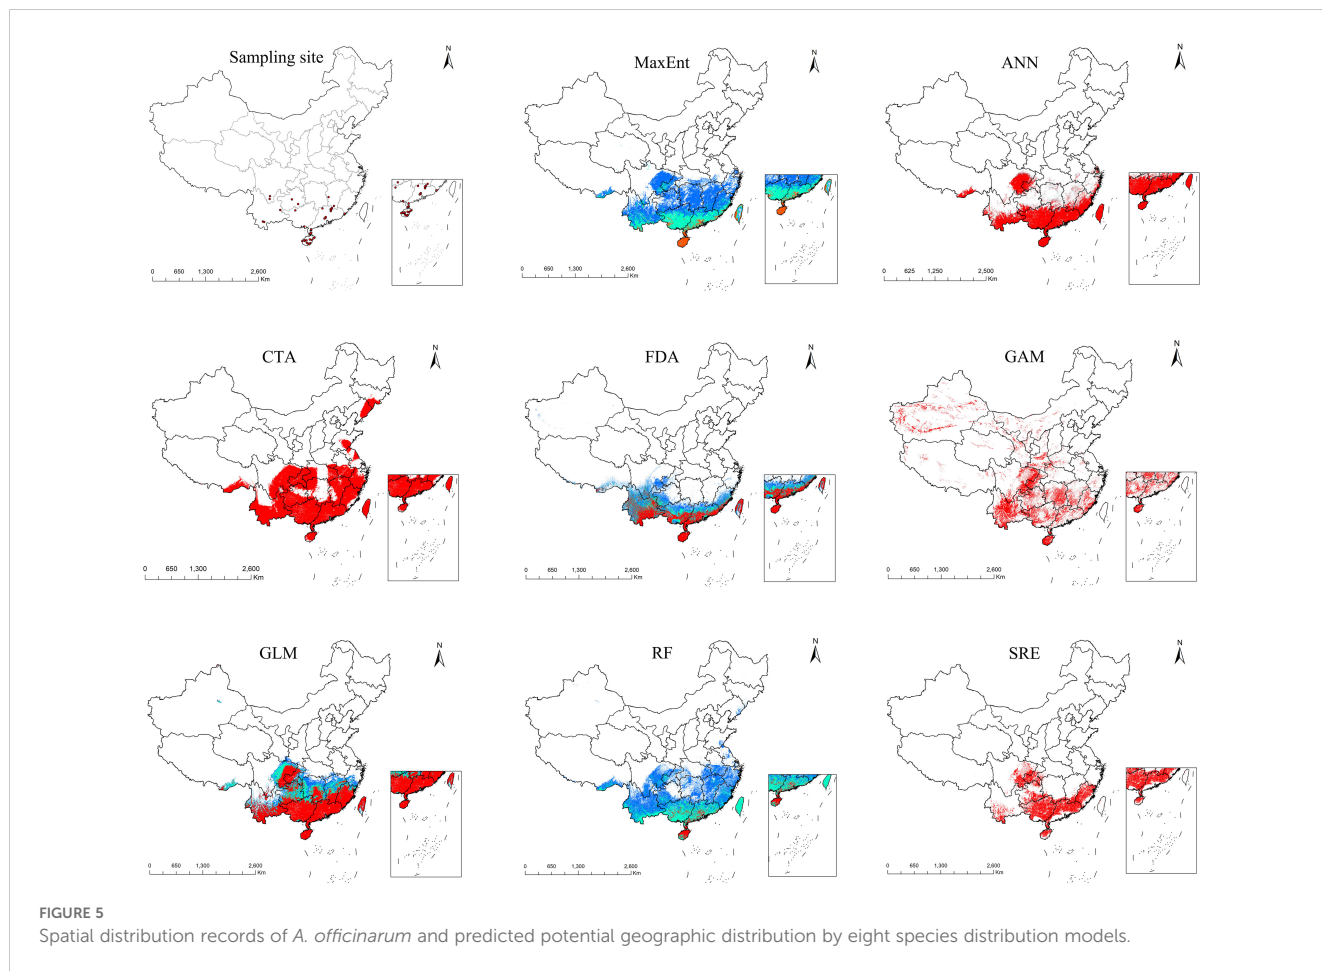 Sampling site
N
0 650 1,300 2,600
Km
MaxEnt
N
0 650 1,300 2,600
Km
ANN
N
0 625 1,250 2,500
Km
CTA
N
0 650 1,300 2,600
Km
FDA
N
0 650 1,300 2,600
Km
GAM
N
0 650 1,300 2,600
Km
GLM
N
0 650 1,300 2,600
Km
RF
N
0 650 1,300 2,600
Km
SRE
N
0 650 1,300 2,600
Km
FIGURE 5
Spatial distribution records of A. officinarum and predicted potential geographic distribution by eight species distribution models.